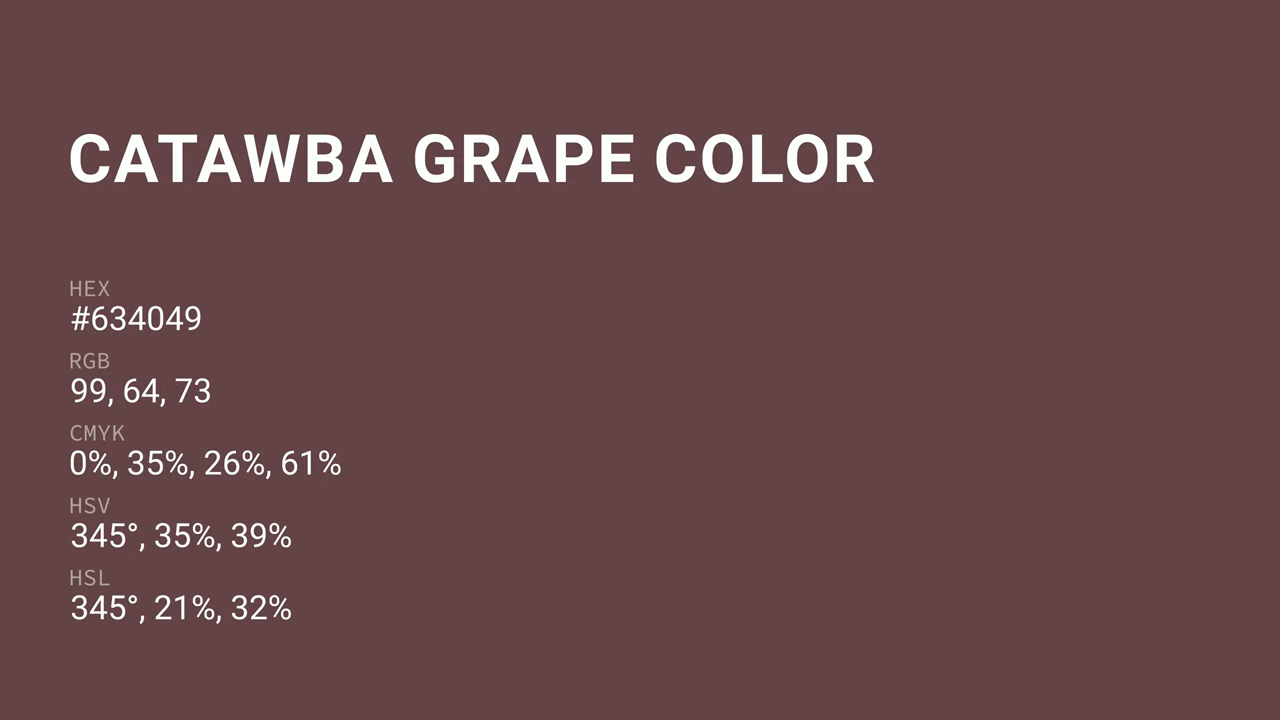 CATAWBA GRAPE COLOR
HEX
#634049
RGB
99, 64, 73
CMYK
0%, 35%, 26%, 61%
HSV
345°, 35%, 39%
HSL
345°, 21%, 32%